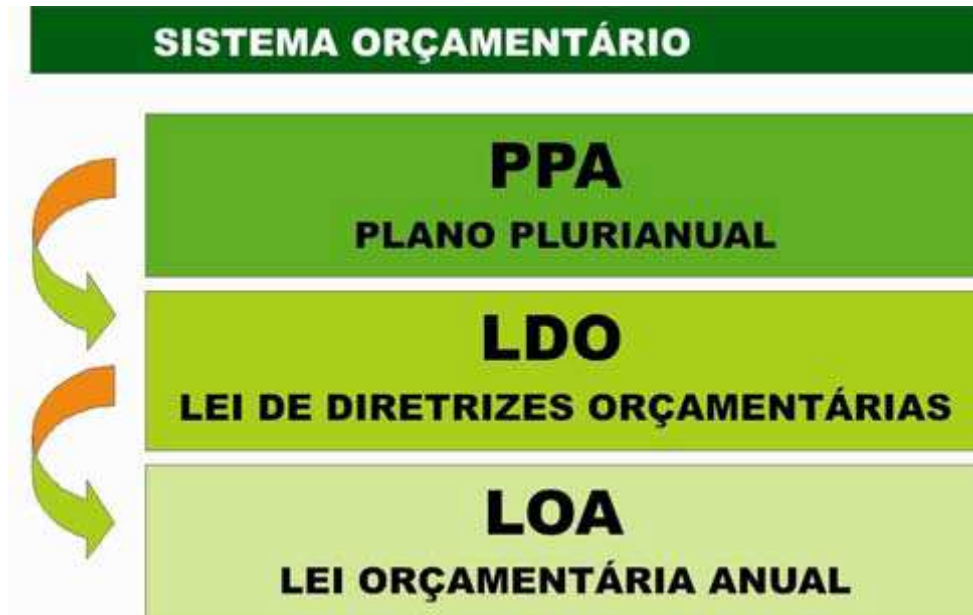 SISTEMA ORÇAMENTÁRIO
PPA
PLANO PLURIANUAL
LDO
LEI DE DIRETRIZES ORÇAMENTÁRIAS
LOA
LEI ORÇAMENTÁRIA ANUAL